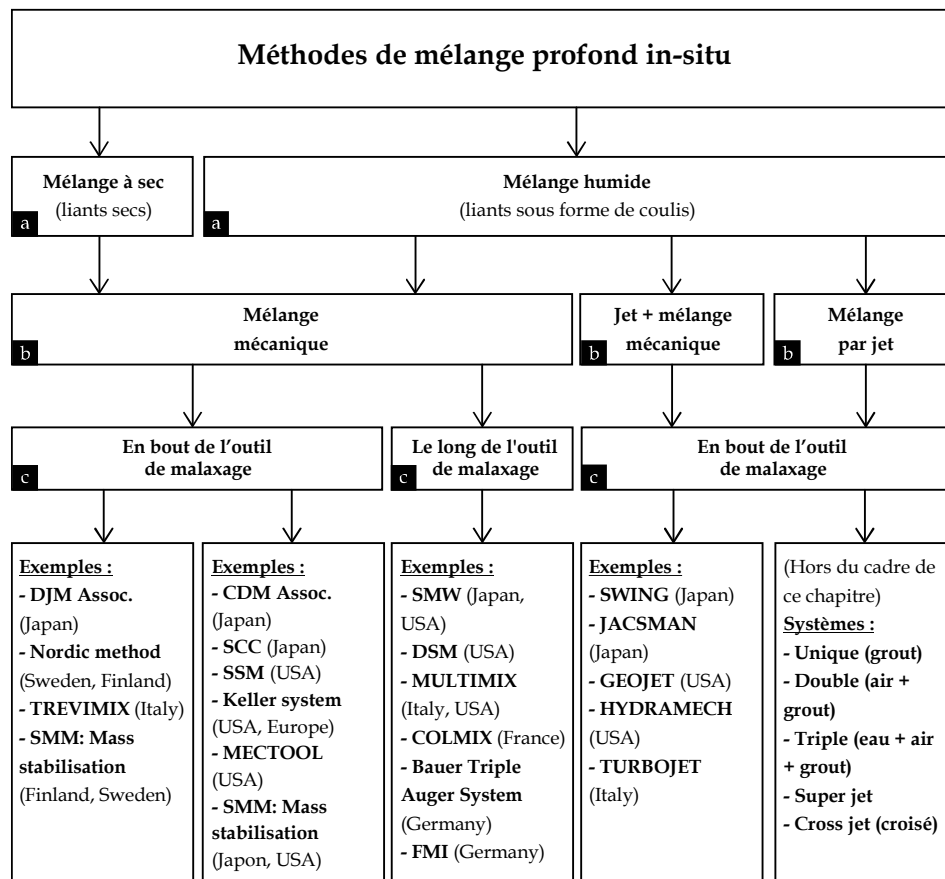 Méthodes de mélange profond in-situ
Mélange à sec
(liants secs)
a
Mélange humide
(liants sous forme de coulis)
a
Mélange
mécanique
b
Jet + mélange
mécanique
b
Mélange
par jet
b
En bout de l’outil
de malaxage
c
Le long de l'outil
de malaxage
c
En bout de l’outil
de malaxage
c
Exemples :
- DJM Assoc.
(Japan)
- Nordic method
(Sweden, Finland)
- TREVIMIX (Italy)
- SMM: Mass
stabilisation
(Finland, Sweden)
Exemples :
- CDM Assoc.
(Japan)
- SCC (Japan)
- SSM (USA)
- Keller system
(USA, Europe)
- MECTOOL
(USA)
- SMM: Mass
stabilisation
(Japon, USA)
Exemples :
- SMW (Japan,
USA)
- DSM (USA)
- MULTIMIX
(Italy, USA)
- COLMIX (France)
- Bauer Triple
Auger System
(Germany)
- FMI (Germany)
Exemples :
- SWING (Japan)
- JACSMAN
(Japan)
- GEOJET (USA)
- HYDRAMECH
(USA)
- TURBOJET
(Italy)
(Hors du cadre de
ce chapitre)
Systèmes :
- Unique (grout)
- Double (air +
grout)
- Triple (eau + air
+ grout)
- Super jet
- Cross jet (croisé)